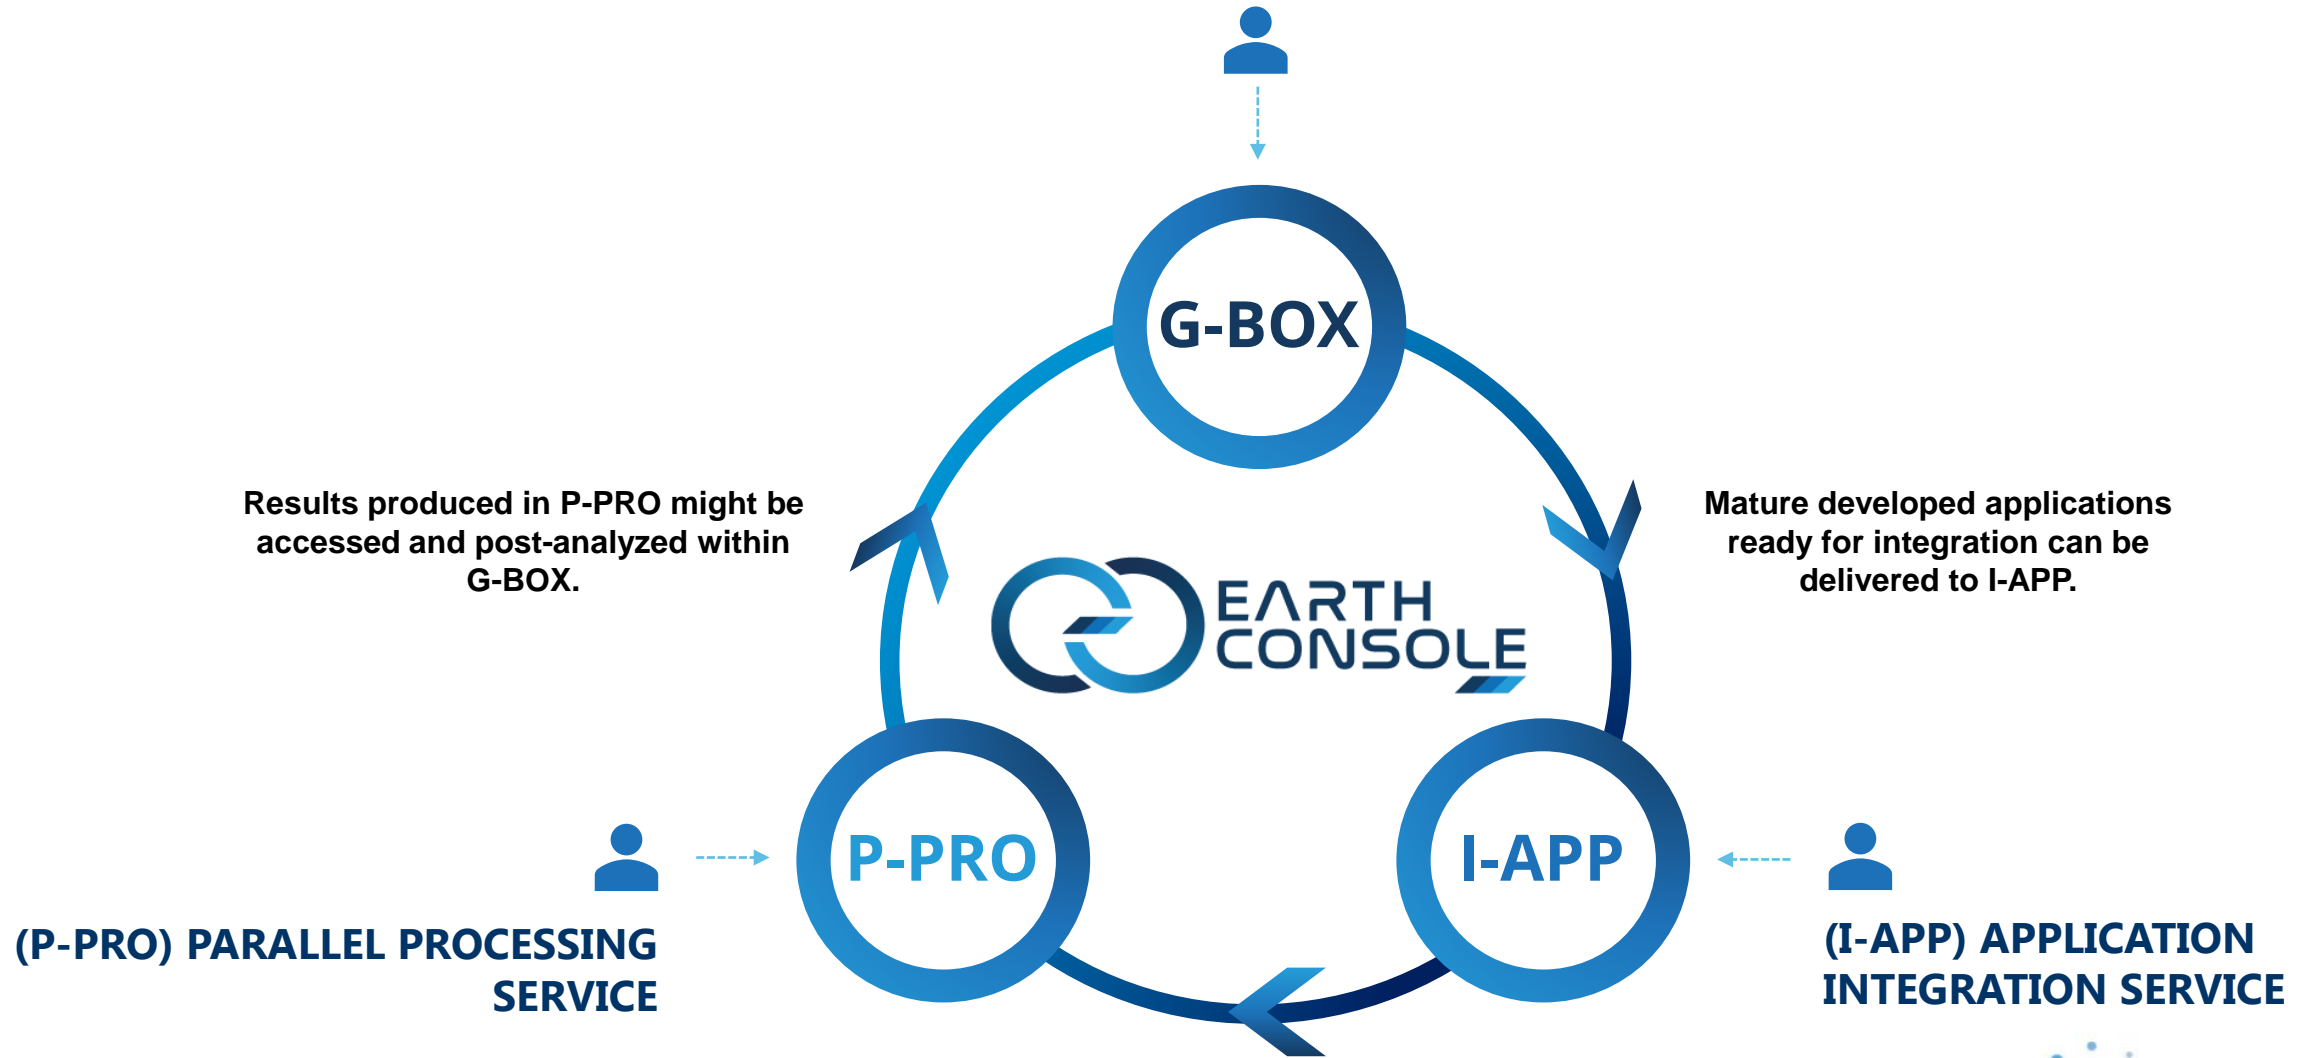 G-BOX
Results produced in P-PRO might be
accessed and post-analyzed within
G-BOX.
Mature developed applications
ready for integration can be
delivered to I-APP.
EARTH
CONSOLE
P-PRO
I-APP
(P-PRO) PARALLEL PROCESSING
SERVICE
(I-APP) APPLICATION
INTEGRATION SERVICE